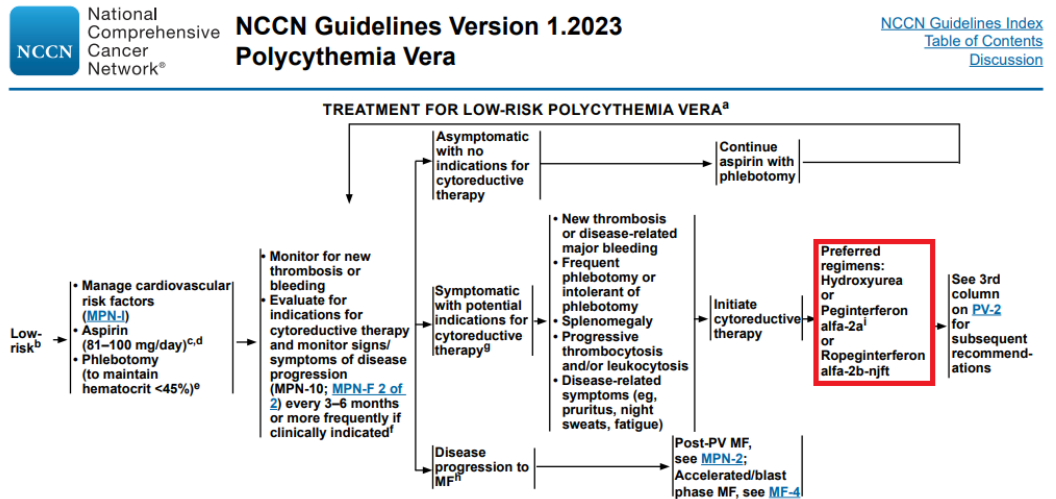 NCCN
National
Comprehensive
Cancer
Network®
NCCN Guidelines Version 1.2023
Polycythemia Vera
NCCN Guidelines Index
Table of Contents
Discussion
TREATMENT FOR LOW-RISK POLYCYTHEMIA VERAa
Low-
riskb
• Manage cardiovascular
risk factors
(MPN-I)
• Aspirin
(81–100 mg/day)c,d
• Phlebotomy
(to maintain
hematocrit <45%)e
• Monitor for new
thrombosis or
bleeding
• Evaluate for
indications for
cytoreductive therapy
and monitor signs/
symptoms of disease
progression
(MPN-10; MPN-F 2 of
2) every 3–6 months
or more frequently if
clinically indicatedf
Asymptomatic
with no
indications for
cytoreductive
therapy
Continue
aspirin with
phlebotomy
Symptomatic
with potential
indications for
cytoreductive
therapyg
• New thrombosis
or disease-related
major bleeding
• Frequent
phlebotomy or
intolerant of
phlebotomy
• Splenomegaly
• Progressive
thrombocytosis
and/or leukocytosis
• Disease-related
symptoms (eg,
pruritus, night
sweats, fatigue)
Initiate
cytoreductive
therapy
Preferred
regimens:
Hydroxyurea
or
Peginterferon
alfa-2ai
or
Ropeginterferon
alfa-2b-njft
See 3rd
column
on PV-2
for
subsequent
recommend-
ations
Disease
progression to
MFh
Post-PV MF,
see MPN-2;
Accelerated/blast
phase MF, see MF-4